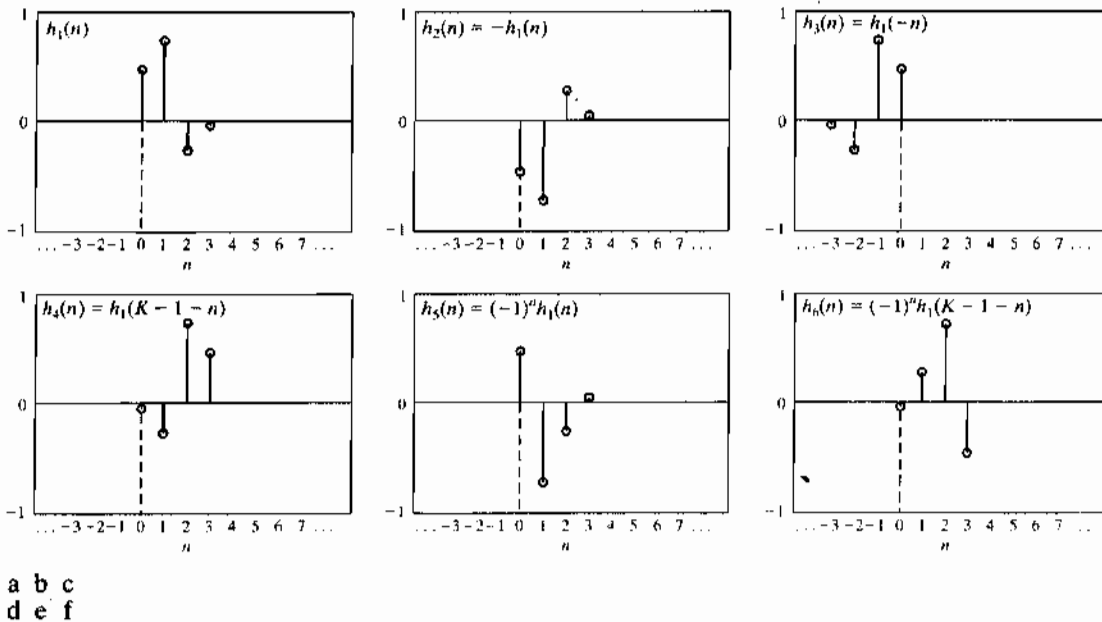 1
h₁(n)
0
-1
... -3 -2 -1 0 1 2 3 4 5 6 7 ...
n
1
h₂(n) = -h₁(n)
0
-1
... -3 -2 -1 0 1 2 3 4 5 6 7 ...
n
1
h₃(n) = h₁(-n)
0
-1
... -3 -2 -1 0 1 2 3 4 5 6 7 ...
n
1
h₄(n) = h₁(K - 1 - n)
0
-1
... -3 -2 -1 0 1 2 3 4 5 6 7 ...
n
1
h₅(n) = (-1)ⁿh₁(n)
0
-1
... -3 -2 -1 0 1 2 3 4 5 6 7 ...
n
1
h₆(n) = (-1)ⁿh₁(K - 1 - n)
0
-1
... -3 -2 -1 0 1 2 3 4 5 6 7 ...
n
a b c
d e f